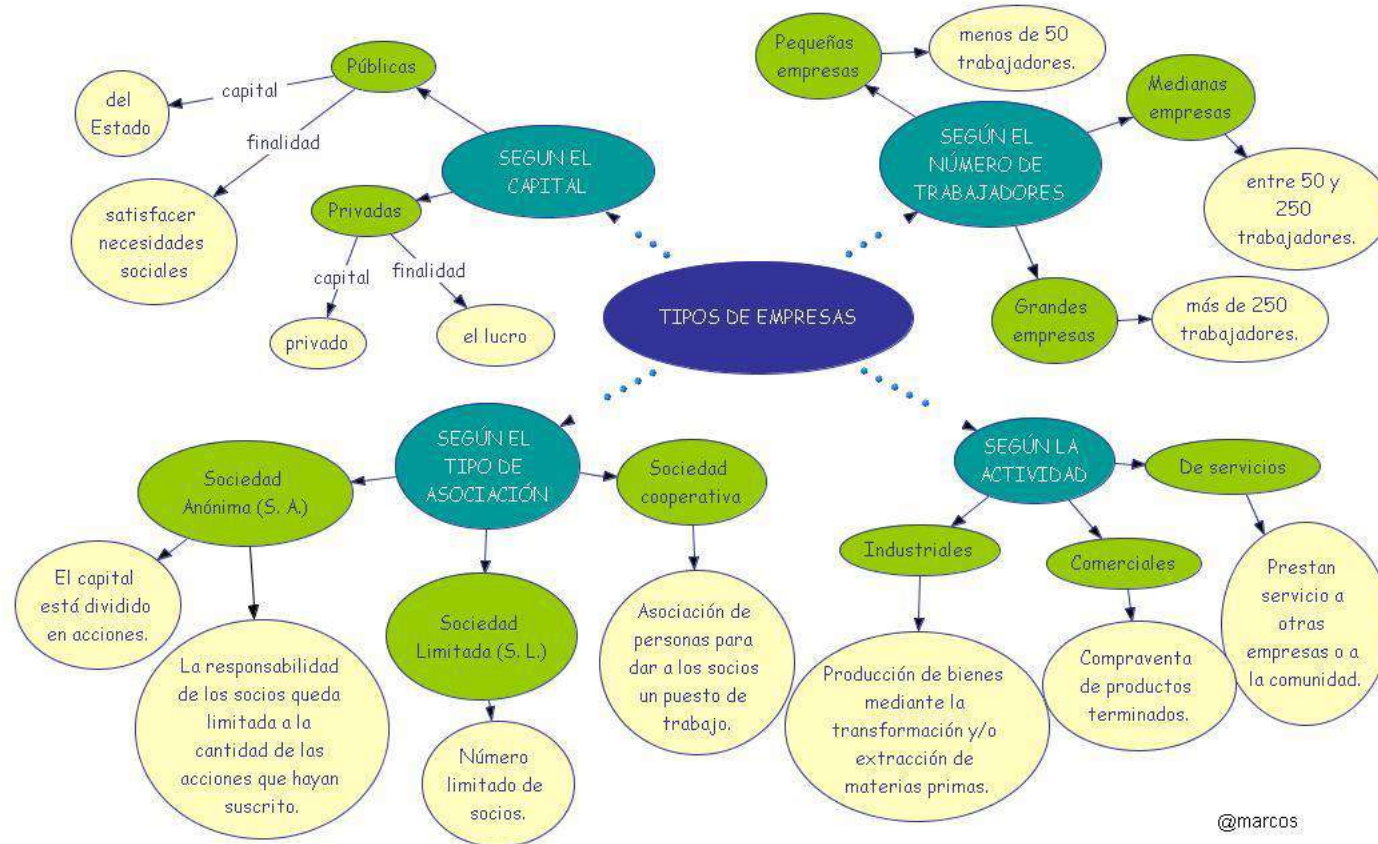 TIPOS DE EMPRESAS
SEGUN EL
CAPITAL
Públicas
capital
del
Estado
finalidad
satisfacer
necesidades
sociales
Privadas
capital
privado
finalidad
el lucro
SEGÚN EL
NÚMERO DE
TRABAJADORES
Pequeñas
empresas
menos de 50
trabajadores.
Medianas
empresas
entre 50 y
250
trabajadores.
Grandes
empresas
más de 250
trabajadores.
SEGÚN EL
TIPO DE
ASOCIACIÓN
Sociedad
Anónima (S. A.)
El capital
está dividido
en acciones.
La responsabilidad
de los socios queda
limitada a la
cantidad de las
acciones que hayan
suscrito.
Sociedad
Limitada (S. L.)
Número
limitado de
socios.
Sociedad
cooperativa
Asociación de
personas para
dar a los socios
un puesto de
trabajo.
SEGÚN LA
ACTIVIDAD
Industriales
Producción de bienes
mediante la
transformación y/o
extracción de
materias primas.
Comerciales
Compraventa
de productos
terminados.
De servicios
Prestan
servicio a
otras
empresas o a
la comunidad.
@marcos